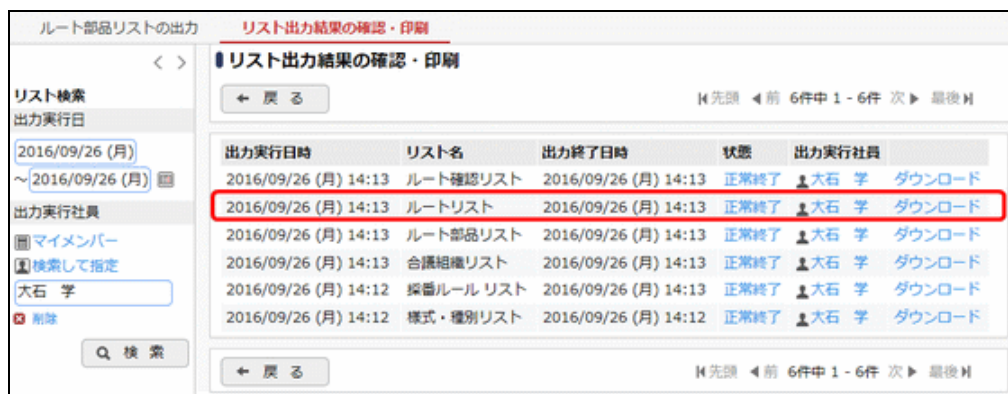 ルート部品リストの出力 リスト出力結果の確認・印刷
リスト検索
出力実行日
2016/09/26 (月)
～2016/09/26 (月)
出力実行社員
マイメンバー
検索して指定
大石 学
削除
検 索
リスト出力結果の確認・印刷
戻 る 先頭 前 6件中 1 - 6件 次 最後
出力実行日時 リスト名 出力終了日時 状態 出力実行社員
2016/09/26 (月) 14:13 ルート確認リスト 2016/09/26 (月) 14:13 正常終了 大石 学 ダウンロード
2016/09/26 (月) 14:13 ルートリスト 2016/09/26 (月) 14:13 正常終了 大石 学 ダウンロード
2016/09/26 (月) 14:13 ルート部品リスト 2016/09/26 (月) 14:13 正常終了 大石 学 ダウンロード
2016/09/26 (月) 14:13 合議組織リスト 2016/09/26 (月) 14:13 正常終了 大石 学 ダウンロード
2016/09/26 (月) 14:12 採番ルール リスト 2016/09/26 (月) 14:13 正常終了 大石 学 ダウンロード
2016/09/26 (月) 14:12 様式・種別リスト 2016/09/26 (月) 14:12 正常終了 大石 学 ダウンロード
戻 る 先頭 前 6件中 1 - 6件 次 最後